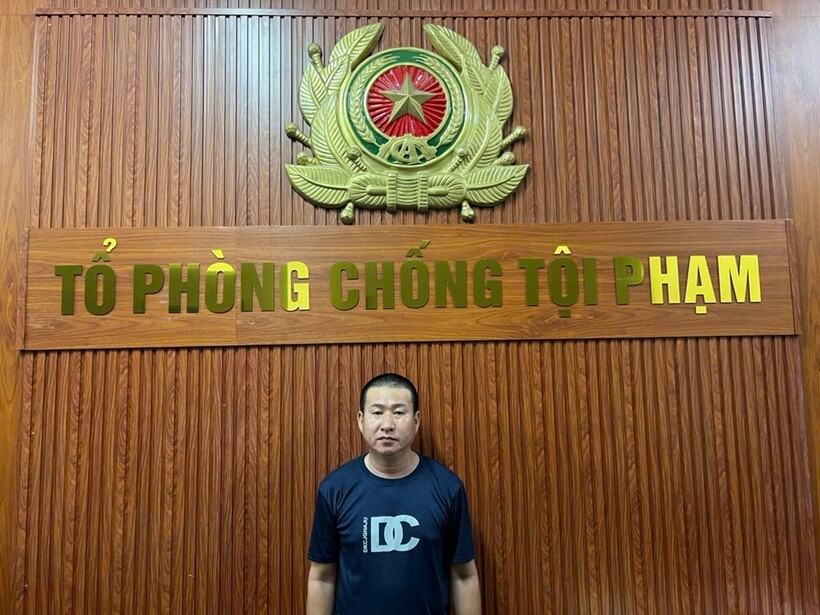 TỔ PHÒNG CHỐNG TỘI PHẠM
DC